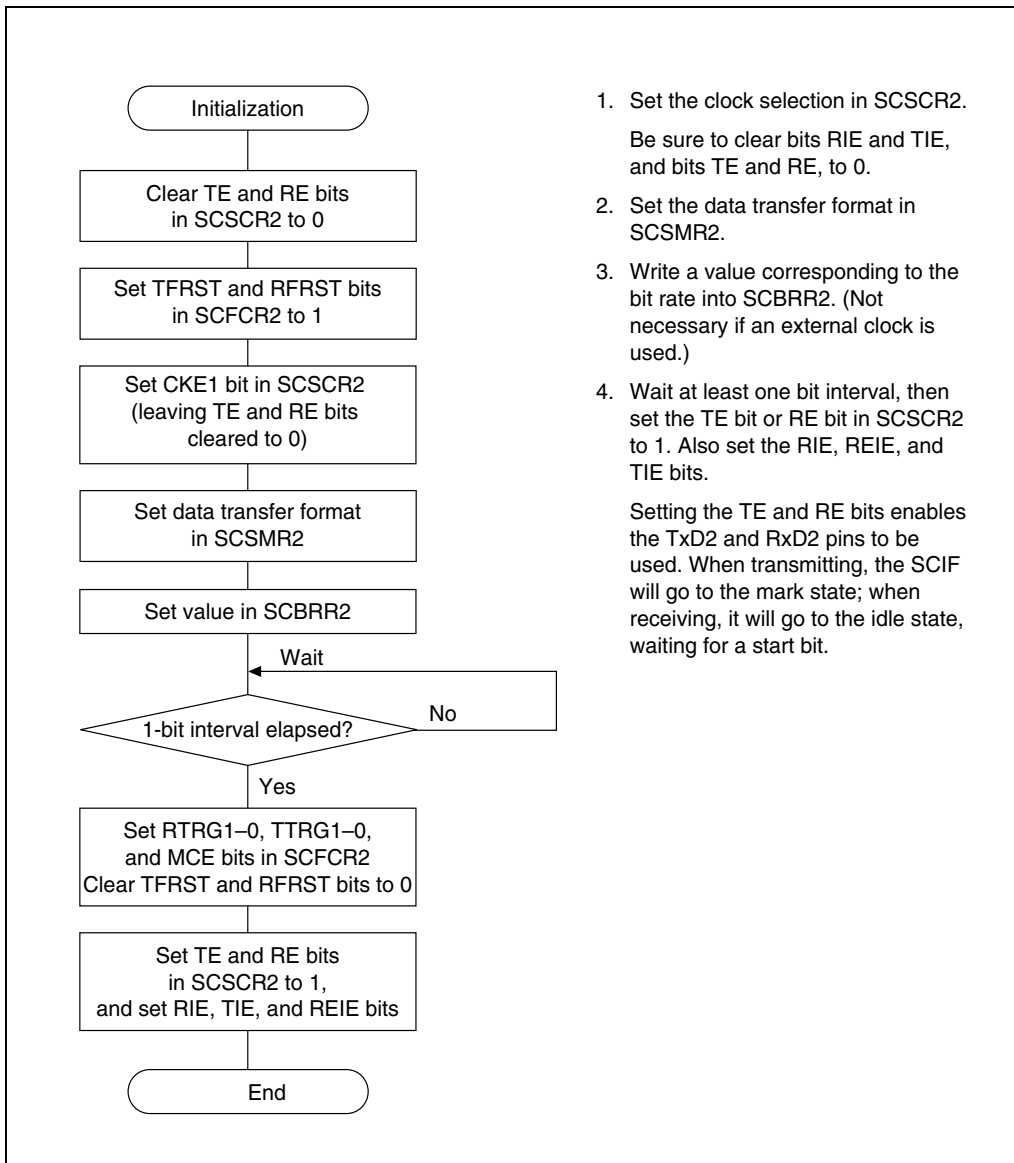 Initialization
Clear TE and RE bits
in SCSCR2 to 0
Set TFRST and RFRST bits
in SCFCR2 to 1
Set CKE1 bit in SCSCR2
(leaving TE and RE bits
cleared to 0)
Set data transfer format
in SCSMR2
Set value in SCBRR2
Wait
1-bit interval elapsed?
No
Yes
Set RTRG1–0, TTRG1–0,
and MCE bits in SCFCR2
Clear TFRST and RFRST bits to 0
Set TE and RE bits
in SCSCR2 to 1,
and set RIE, TIE, and REIE bits
End
1. Set the clock selection in SCSCR2.
Be sure to clear bits RIE and TIE,
and bits TE and RE, to 0.
2. Set the data transfer format in
SCSMR2.
3. Write a value corresponding to the
bit rate into SCBRR2. (Not
necessary if an external clock is
used.)
4. Wait at least one bit interval, then
set the TE bit or RE bit in SCSCR2
to 1. Also set the RIE, REIE, and
TIE bits.
Setting the TE and RE bits enables
the TxD2 and RxD2 pins to be
used. When transmitting, the SCIF
will go to the mark state; when
receiving, it will go to the idle state,
waiting for a start bit.